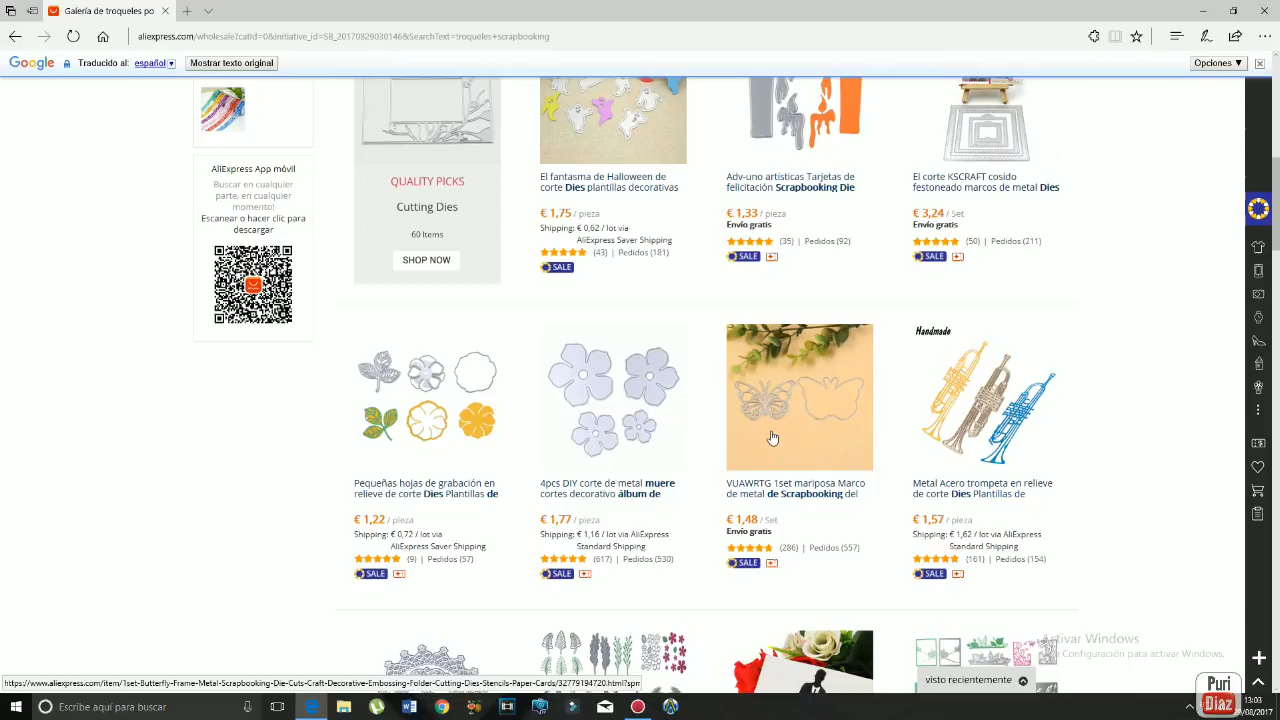 Galería de troqueles po
aliexpress.com/wholesale?catId=0&initiative_id=SB_20170829030146&SearchText=troqueles+scrapbooking
Google Traducido al: español Mostrar texto original Opciones ▼
AliExpress App móvil
Buscar en cualquier
parte, en cualquier
momento!
Escanear o hacer clic para
descargar
QUALITY PICKS
Cutting Dies
60 Items
SHOP NOW
El fantasma de Halloween de
corte Dies plantillas decorativas
€ 1,75 / pieza
Shipping: € 0,62 / lot via
AliExpress Saver Shipping
(43) | Pedidos (181)
SALE
Adv-uno artísticas Tarjetas de
felicitación Scrapbooking Die
€ 1,33 / pieza
Envío gratis
(35) | Pedidos (92)
SALE
El corte KSCRAFT cosido
festoneado marcos de metal Dies
€ 3,24 / Set
Envío gratis
(50) | Pedidos (211)
SALE
Pequeñas hojas de grabación en
relieve de corte Dies Plantillas de
€ 1,22 / pieza
Shipping: € 0,72 / lot via
AliExpress Saver Shipping
(9) | Pedidos (57)
SALE
4pcs DIY corte de metal muere
cortes decorativo álbum de
€ 1,77 / pieza
Shipping: € 1,16 / lot via AliExpress
Standard Shipping
(617) | Pedidos (530)
SALE
VUAWRTG 1set mariposa Marco
de metal de Scrapbooking del
€ 1,48 / Set
Envío gratis
(286) | Pedidos (557)
SALE
Handmade
Metal Acero trompeta en relieve
de corte Dies Plantillas de
€ 1,57 / pieza
Shipping: € 1,62 / lot via AliExpress
Standard Shipping
(161) | Pedidos (154)
SALE
Activar Windows
Configuración para activar Windows.
visto recientemente
https://www.aliexpress.com/item/1set-Butterfly-Frame-Metal-Scrapbooking-Die-Cuts-Craft-Decorative-Embossing-Folder-Cutting-Dies-Stencils-Paper-Cards/32779194720.html?spm
Escribe aquí para buscar
Puri
Diaz
13:03
/08/2017